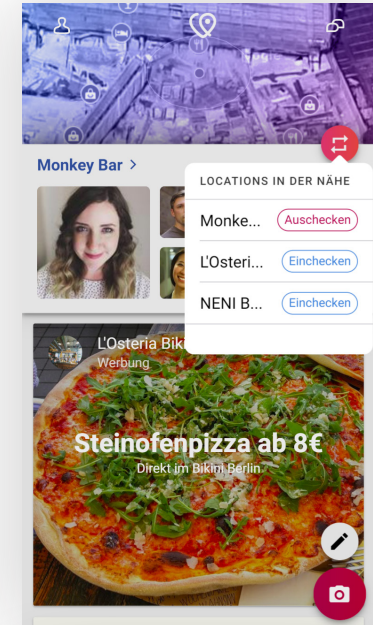 Monkey Bar >
LOCATIONS IN DER NÄHE
Monke... Auschecken
L'Osteri... Einchecken
NENI B... Einchecken
L'Osteria Biki
Werbung
Steinofenpizza ab 8€
Direkt im Bikini Berlin